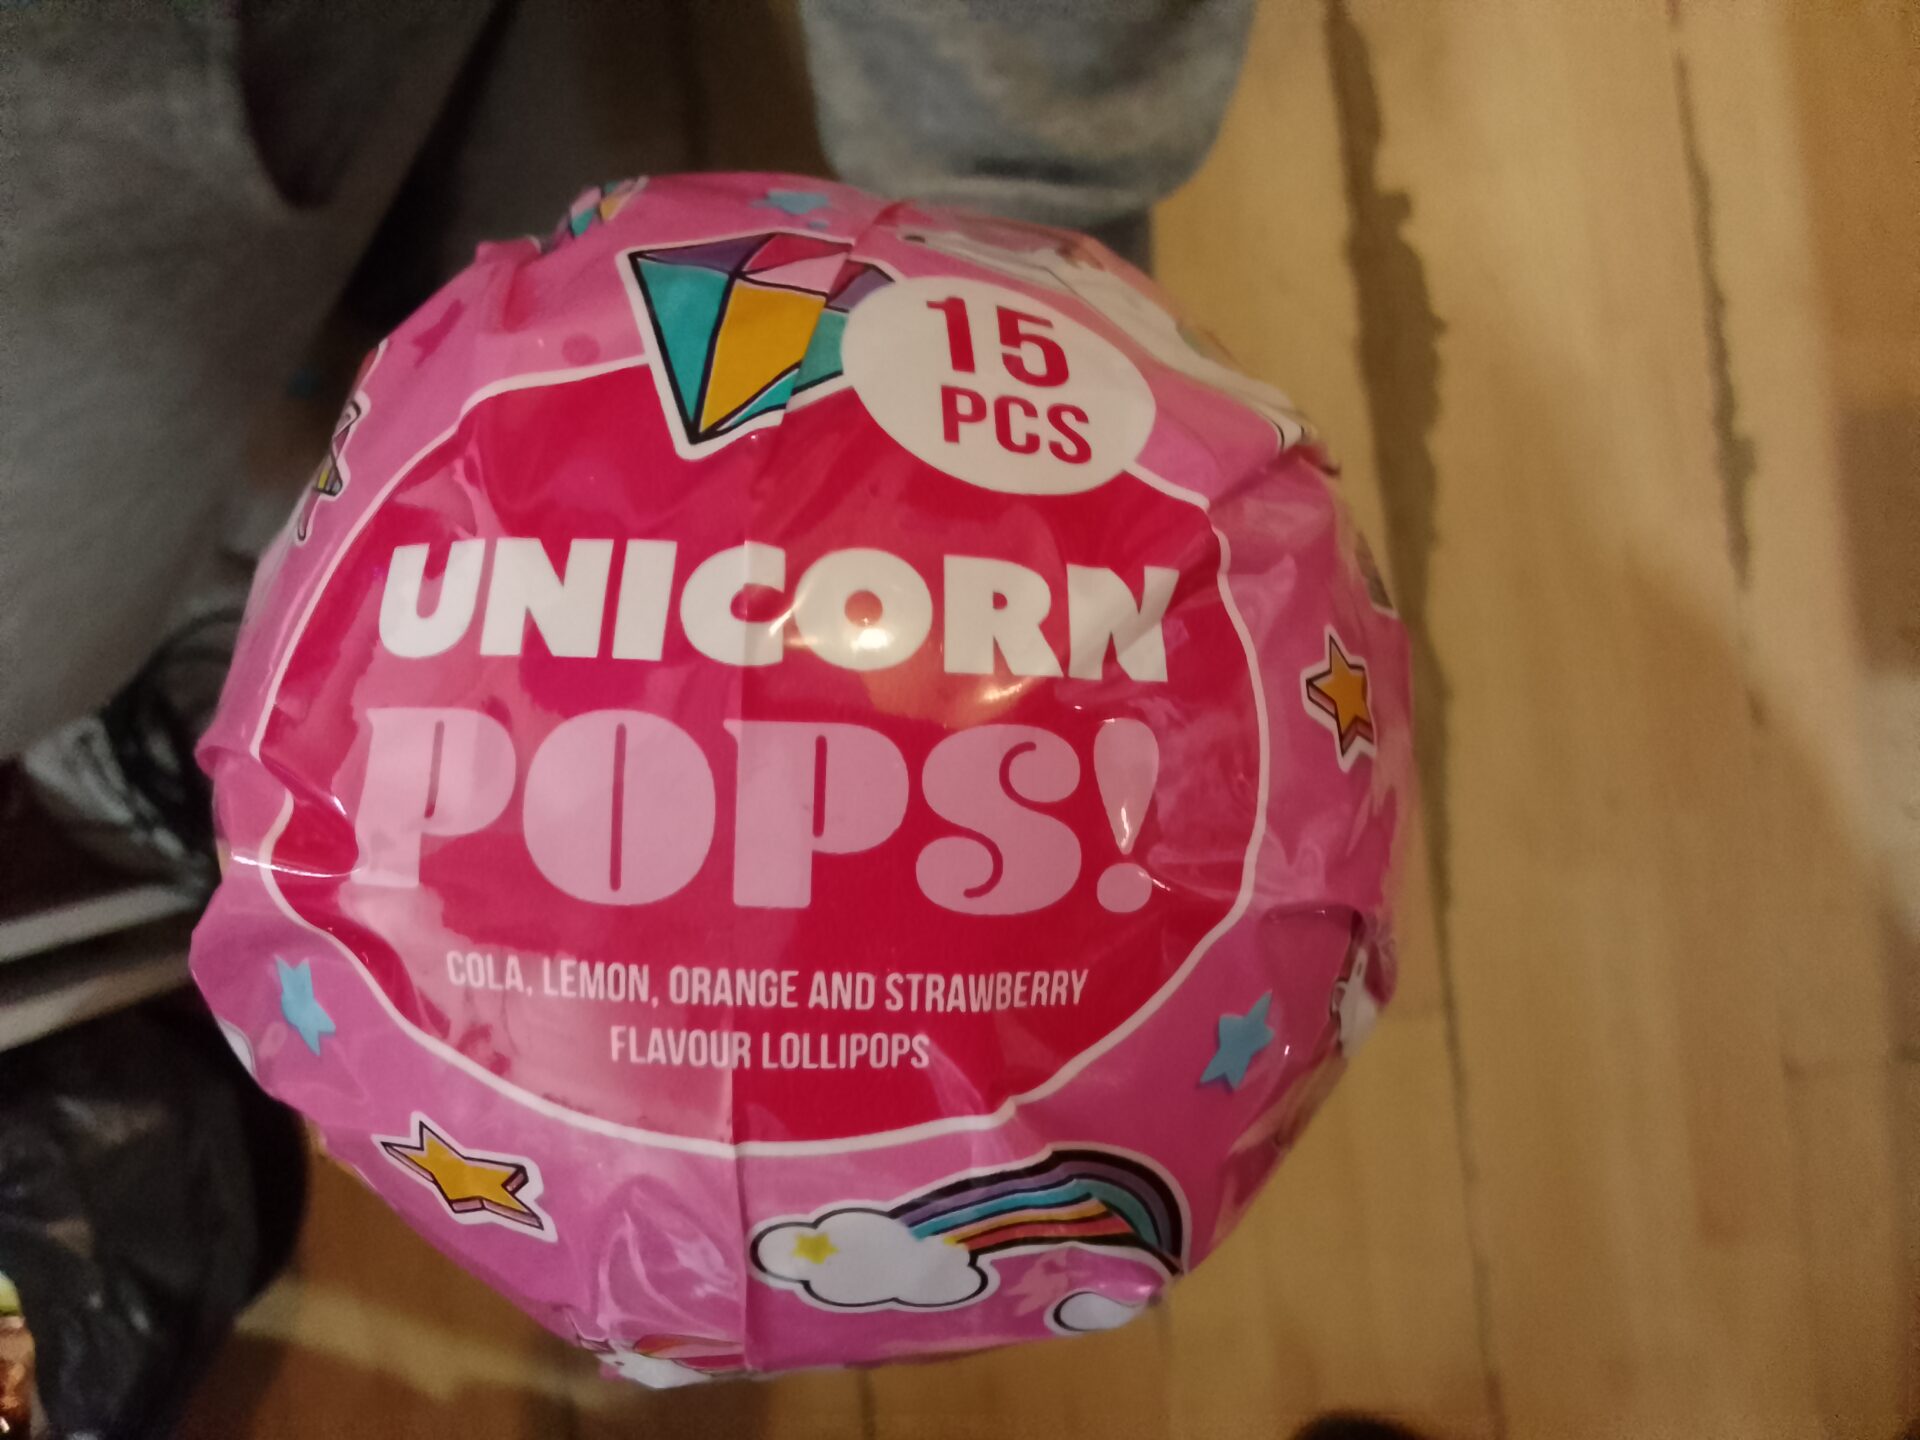 15
PCS
UNICORN
POPS!
COLA, LEMON, ORANGE AND STRAWBERRY
FLAVOUR LOLLIPOPS